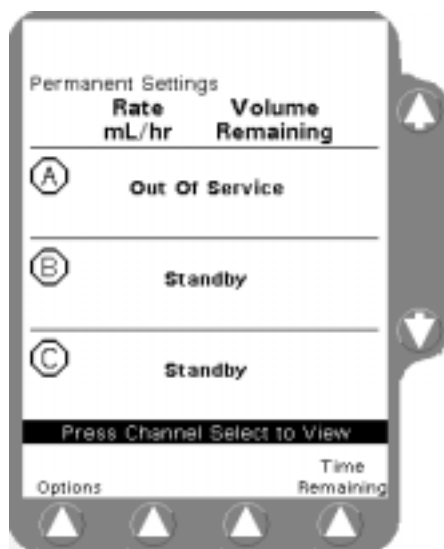 Permanent Settings
Rate Volume
mL/hr Remaining
A
Out Of Service
B
Standby
C
Standby
Press Channel Select to View
Time
Options Remaining